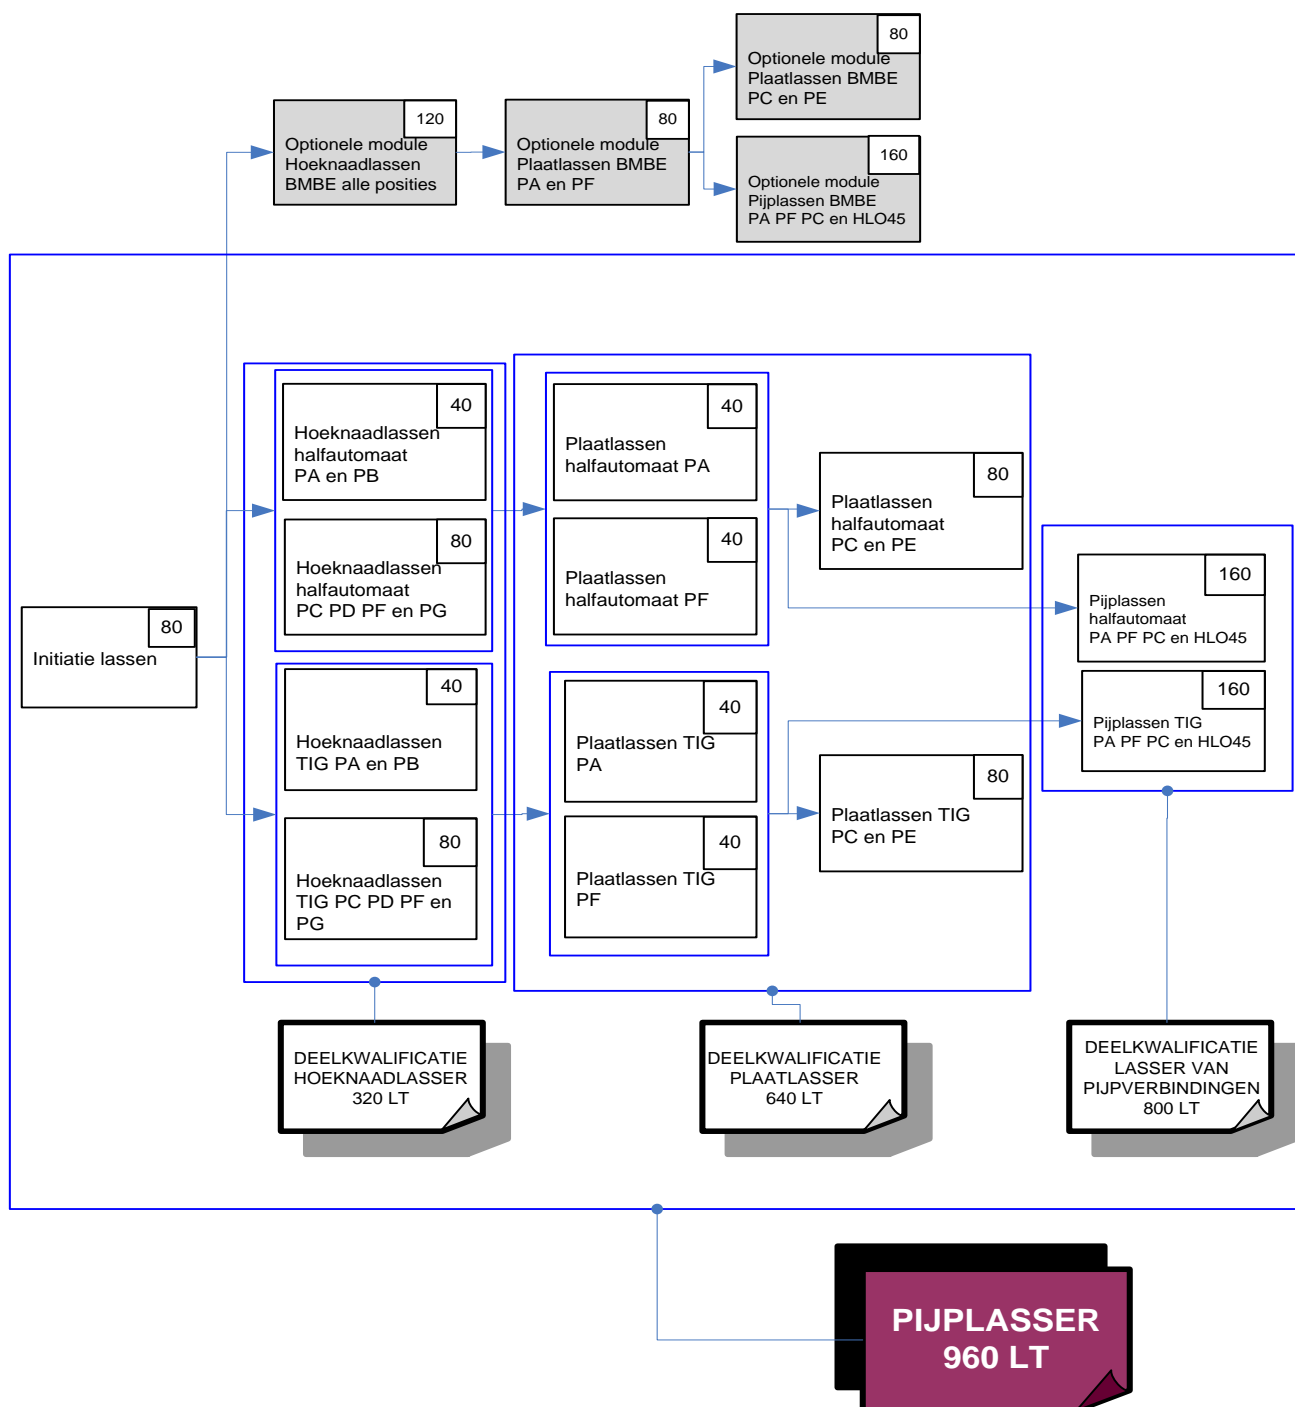 80
Optionele module
Plaatlassen BMBE
PC en PE
120
Optionele module
Hoeknaadlassen
BMBE alle posities
80
Optionele module
Plaatlassen BMBE
PA en PF
160
Optionele module
Pijplassen BMBE
PA PF PC en HLO45
40
Hoeknaadlassen
halfautomaat
PA en PB
40
Plaatlassen
halfautomaat PA
80
Plaatlassen
halfautomaat
PC en PE
80
Hoeknaadlassen
halfautomaat
PC PD PF en PG
40
Plaatlassen
halfautomaat PF
160
Pijplassen
halfautomaat
PA PF PC en HLO45
80
Initiatie lassen
40
Hoeknaadlassen
TIG PA en PB
40
Plaatlassen TIG
PA
160
Pijplassen TIG
PA PF PC en HLO45
80
Plaatlassen TIG
PC en PE
80
Hoeknaadlassen
TIG PC PD PF en
PG
40
Plaatlassen TIG
PF
DEELKWALIFICATIE
HOEKNAADLASSER
320 LT
DEELKWALIFICATIE
PLAATLASSER
640 LT
DEELKWALIFICATIE
LASSER VAN
PIJPVERBINDINGEN
800 LT
PIJPLASSER
960 LT